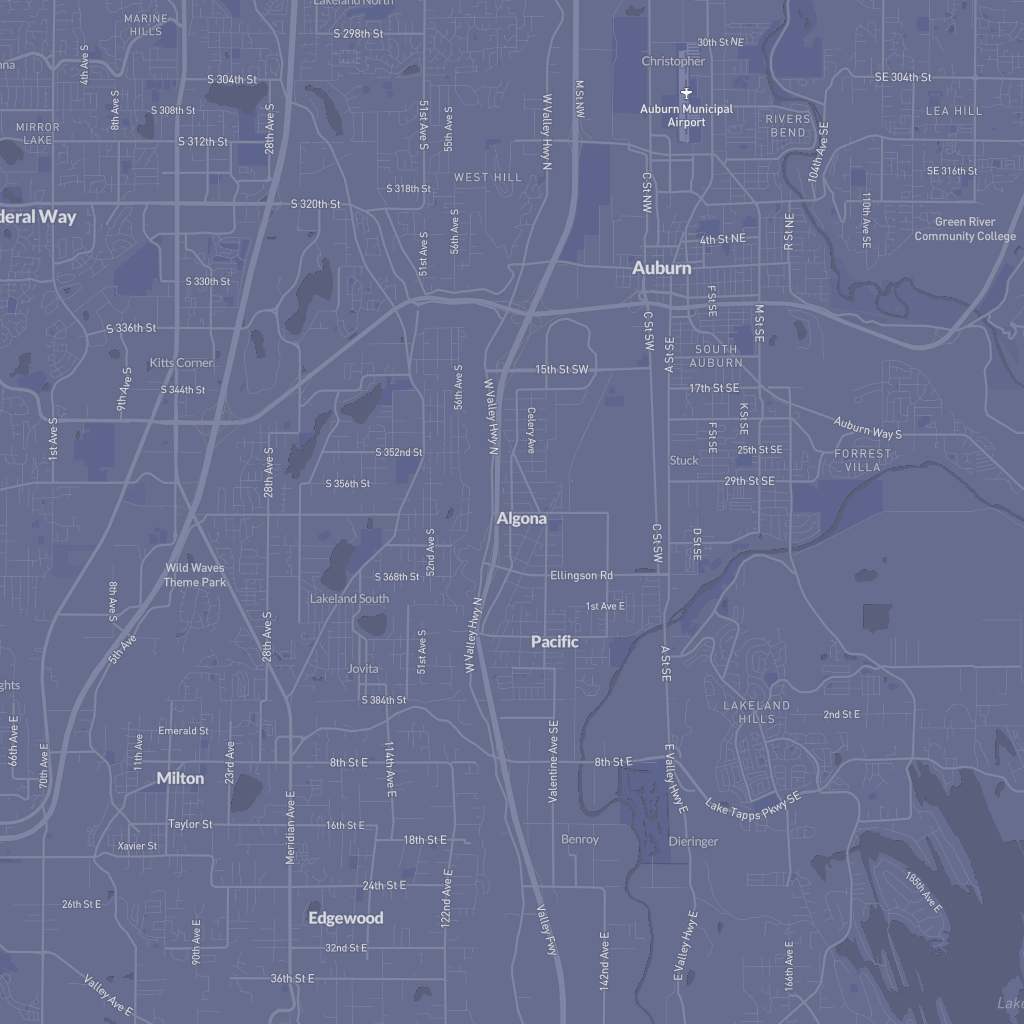 Lakeland North
MARINE
HILLS
S 298th St
30th St NE
4th Ave S
Christopher
S 304th St
SE 304th St
8th Ave S
S 308th St
28th Ave S
51st Ave S
55th Ave S
W Valley Hwy N
M St NW
Auburn Municipal
Airport
LEA HILL
MIRROR
LAKE
S 312th St
RIVERS
BEND
104th Ave SE
WEST HILL
SE 316th St
S 318th St
C St NW
110th Ave SE
S 320th St
deral Way
56th Ave S
51st Ave S
4th St NE
R St NE
Green River
Community College
Auburn
S 330th St
F St SE
M St SE
S 336th St
C St SW
A St SE
SOUTH
AUBURN
Kitts Corner
9th Ave S
S 344th St
56th Ave S
15th St SW
17th St SE
W Valley Hwy N
Celery Ave
K St SE
F St SE
Auburn Way S
1st Ave S
28th Ave S
S 352nd St
25th St SE
FORREST
VILLA
Stuck
S 356th St
29th St SE
Algona
52nd Ave S
C St SW
D St SE
Wild Waves
Theme Park
S 368th St
Ellingson Rd
8th Ave S
Lakeland South
1st Ave E
W Valley Hwy N
28th Ave S
5th Ave
51st Ave S
Pacific
A St SE
Jovita
ghts
S 384th St
LAKELAND
HILLS
2nd St E
66th Ave E
70th Ave E
Emerald St
11th Ave
23rd Ave
114th Ave E
8th St E
Valentine Ave SE
8th St E
E Valley Hwy E
Milton
Lake Tapps Pkwy SE
Meridian Ave E
Taylor St
16th St E
18th St E
Xavier St
Benroy
Dieringer
24th St E
122nd Ave E
185th Ave E
26th St E
Edgewood
90th Ave E
32nd St E
Valley Fwy
142nd Ave E
E Valley Hwy E
166th Ave E
Valley Ave E
36th St E
Lake